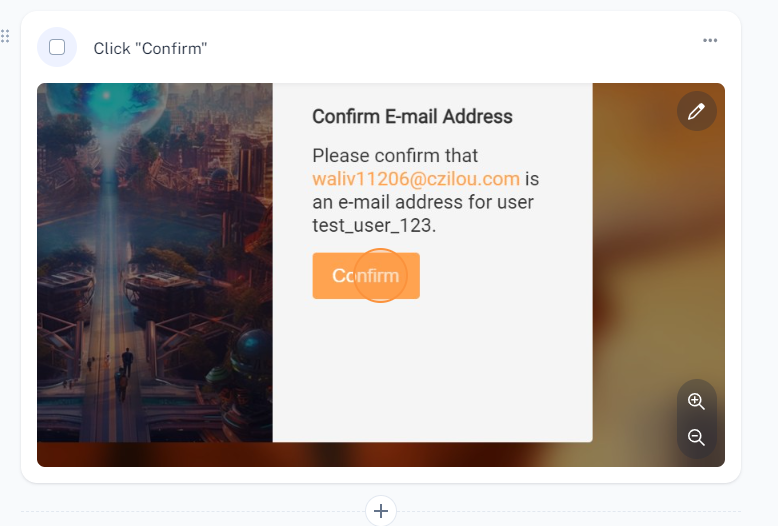 Click "Confirm"
Confirm E-mail Address
Please confirm that
waliv11206@czilou.com is
an e-mail address for user
test_user_123.
Confirm